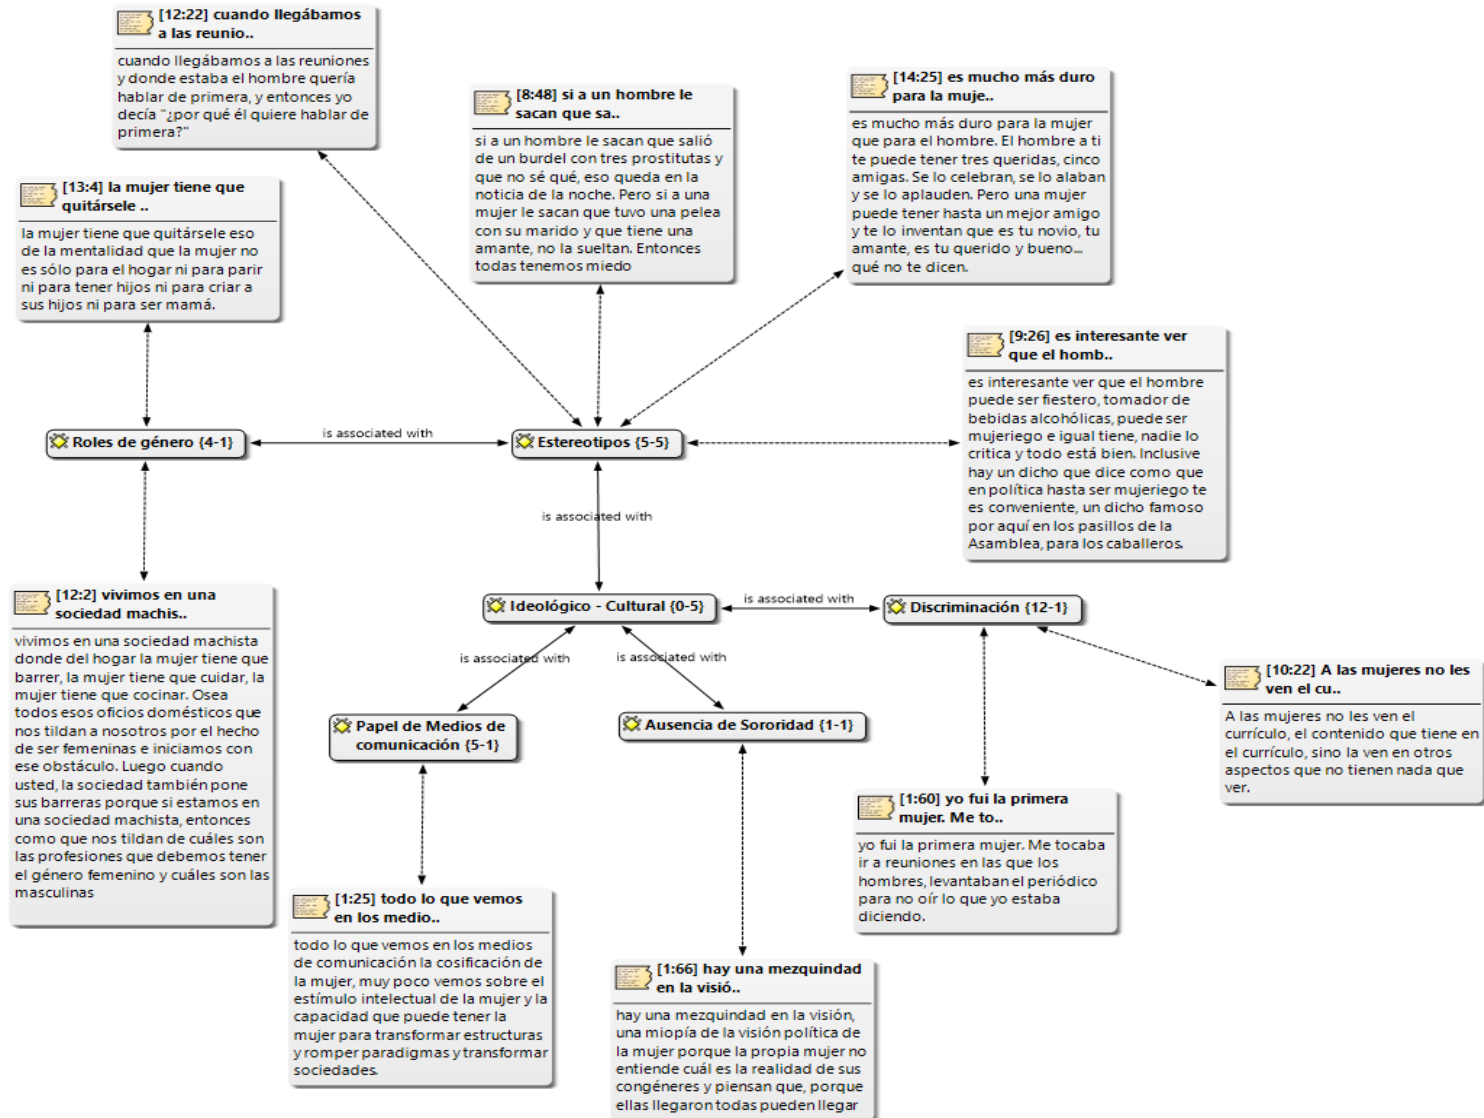 [12:22] cuando llegábamos
a las reunio..
cuando llegábamos a las reuniones
y donde estaba el hombre quería
hablar de primera, y entonces yo
decía "¿por qué él quiere hablar de
primera?"
[8:48] si a un hombre le
sacan que sa..
si a un hombre le sacan que salió
de un burdel con tres prostitutas y
que no sé qué, eso queda en la
noticia de la noche. Pero si a una
mujer le sacan que tuvo una pelea
con su marido y que tiene una
amante, no la sueltan. Entonces
todas tenemos miedo
[14:25] es mucho más duro
para la muje..
es mucho más duro para la mujer
que para el hombre. El hombre a ti
te puede tener tres queridas, cinco
amigas. Se lo celebran, se lo alaban
y se lo aplauden. Pero una mujer
puede tener hasta un mejor amigo
y te lo inventan que es tu novio, tu
amante, es tu querido y bueno...
qué no te dicen.
[13:4] la mujer tiene que
quitársele ..
la mujer tiene que quitársele eso
de la mentalidad que la mujer no
es sólo para el hogar ni para parir
ni para tener hijos ni para criar a
sus hijos ni para ser mamá.
[9:26] es interesante ver
que el homb..
es interesante ver que el hombre
puede ser fiestero, tomador de
bebidas alcohólicas, puede ser
mujeriego e igual tiene, nadie lo
critica y todo está bien. Inclusive
hay un dicho que dice como que
en política hasta ser mujeriego te
es conveniente, un dicho famoso
por aquí en los pasillos de la
Asamblea, para los caballeros.
Roles de género {4-1}
is associated with
Estereotipos {5-5}
is associated with
[12:2] vivimos en una
sociedad machis..
vivimos en una sociedad machista
donde del hogar la mujer tiene que
barrer, la mujer tiene que cuidar, la
mujer tiene que cocinar. Osea
todos esos oficios domésticos que
nos tildan a nosotros por el hecho
de ser femeninas e iniciamos con
ese obstáculo. Luego cuando
usted, la sociedad también pone
sus barreras porque si estamos en
una sociedad machista, entonces
como que nos tildan de cuáles son
las profesiones que debemos tener
el género femenino y cuáles son las
masculinas
Ideológico - Cultural {0-5}
is associated with
Discriminación {12-1}
is associated with
is associated with
Papel de Medios de
comunicación {5-1}
Ausencia de Sororidad {1-1}
[10:22] A las mujeres no les
ven el cu..
A las mujeres no les ven el
currículo, el contenido que tiene en
el currículo, sino la ven en otros
aspectos que no tienen nada que
ver.
[1:60] yo fui la primera
mujer. Me to..
yo fui la primera mujer. Me tocaba
ir a reuniones en las que los
hombres, levantaban el periódico
para no oír lo que yo estaba
diciendo.
[1:25] todo lo que vemos
en los medio..
todo lo que vemos en los medios
de comunicación la cosificación de
la mujer, muy poco vemos sobre el
estímulo intelectual de la mujer y la
capacidad que puede tener la
mujer para transformar estructuras
y romper paradigmas y transformar
sociedades.
[1:66] hay una mezquindad
en la visió..
hay una mezquindad en la visión,
una miopía de la visión política de
la mujer porque la propia mujer no
entiende cuál es la realidad de sus
congéneres y piensan que, porque
ellas llegaron todas pueden llegar